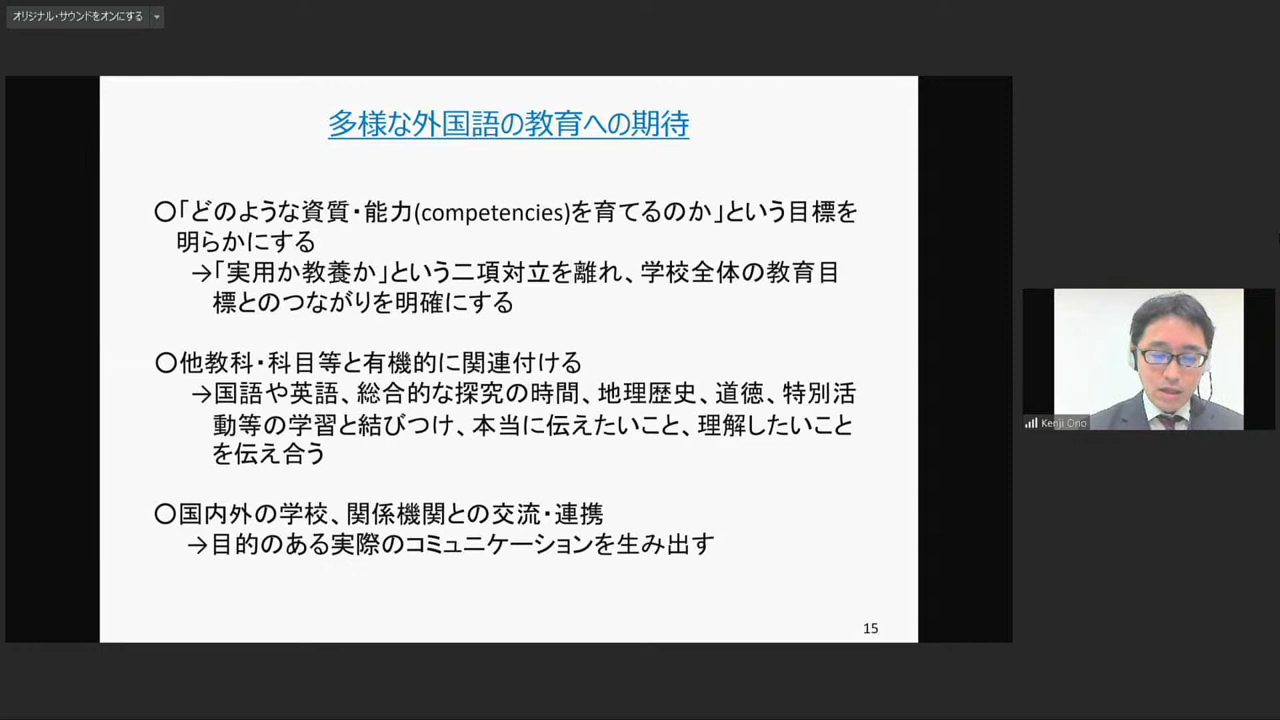 オリジナル・サウンドをオンにする
多様な外国語の教育への期待
〇「どのような資質・能力(competencies)を育てるのか」という目標を
明らかにする
→「実用か教養か」という二項対立を離れ、学校全体の教育目
標とのつながりを明確にする
〇他教科・科目等と有機的に関連付ける
→国語や英語、総合的な探究の時間、地理歴史、道徳、特別活
動等の学習と結びつけ、本当に伝えたいこと、理解したいこと
を伝え合う
〇国内外の学校、関係機関との交流・連携
→目的のある実際のコミュニケーションを生み出す
15
Kenji Ono